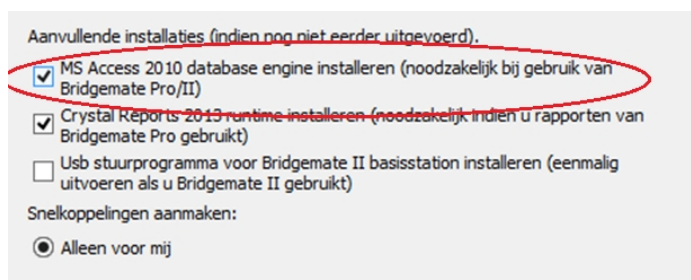 Aanvullende installaties (indien nog niet eerder uitgevoerd).
MS Access 2010 database engine installeren (noodzakelijk bij gebruik van
Bridgemate Pro/II)
Crystal Reports 2013 runtime installeren (noodzakelijk indien u rapporten van
Bridgemate Pro gebruikt)
Usb stuurprogramma voor Bridgemate II basisstation installeren (eenmalig
uitvoeren als u Bridgemate II gebruikt)
Snelkoppelingen aanmaken:
Alleen voor mij